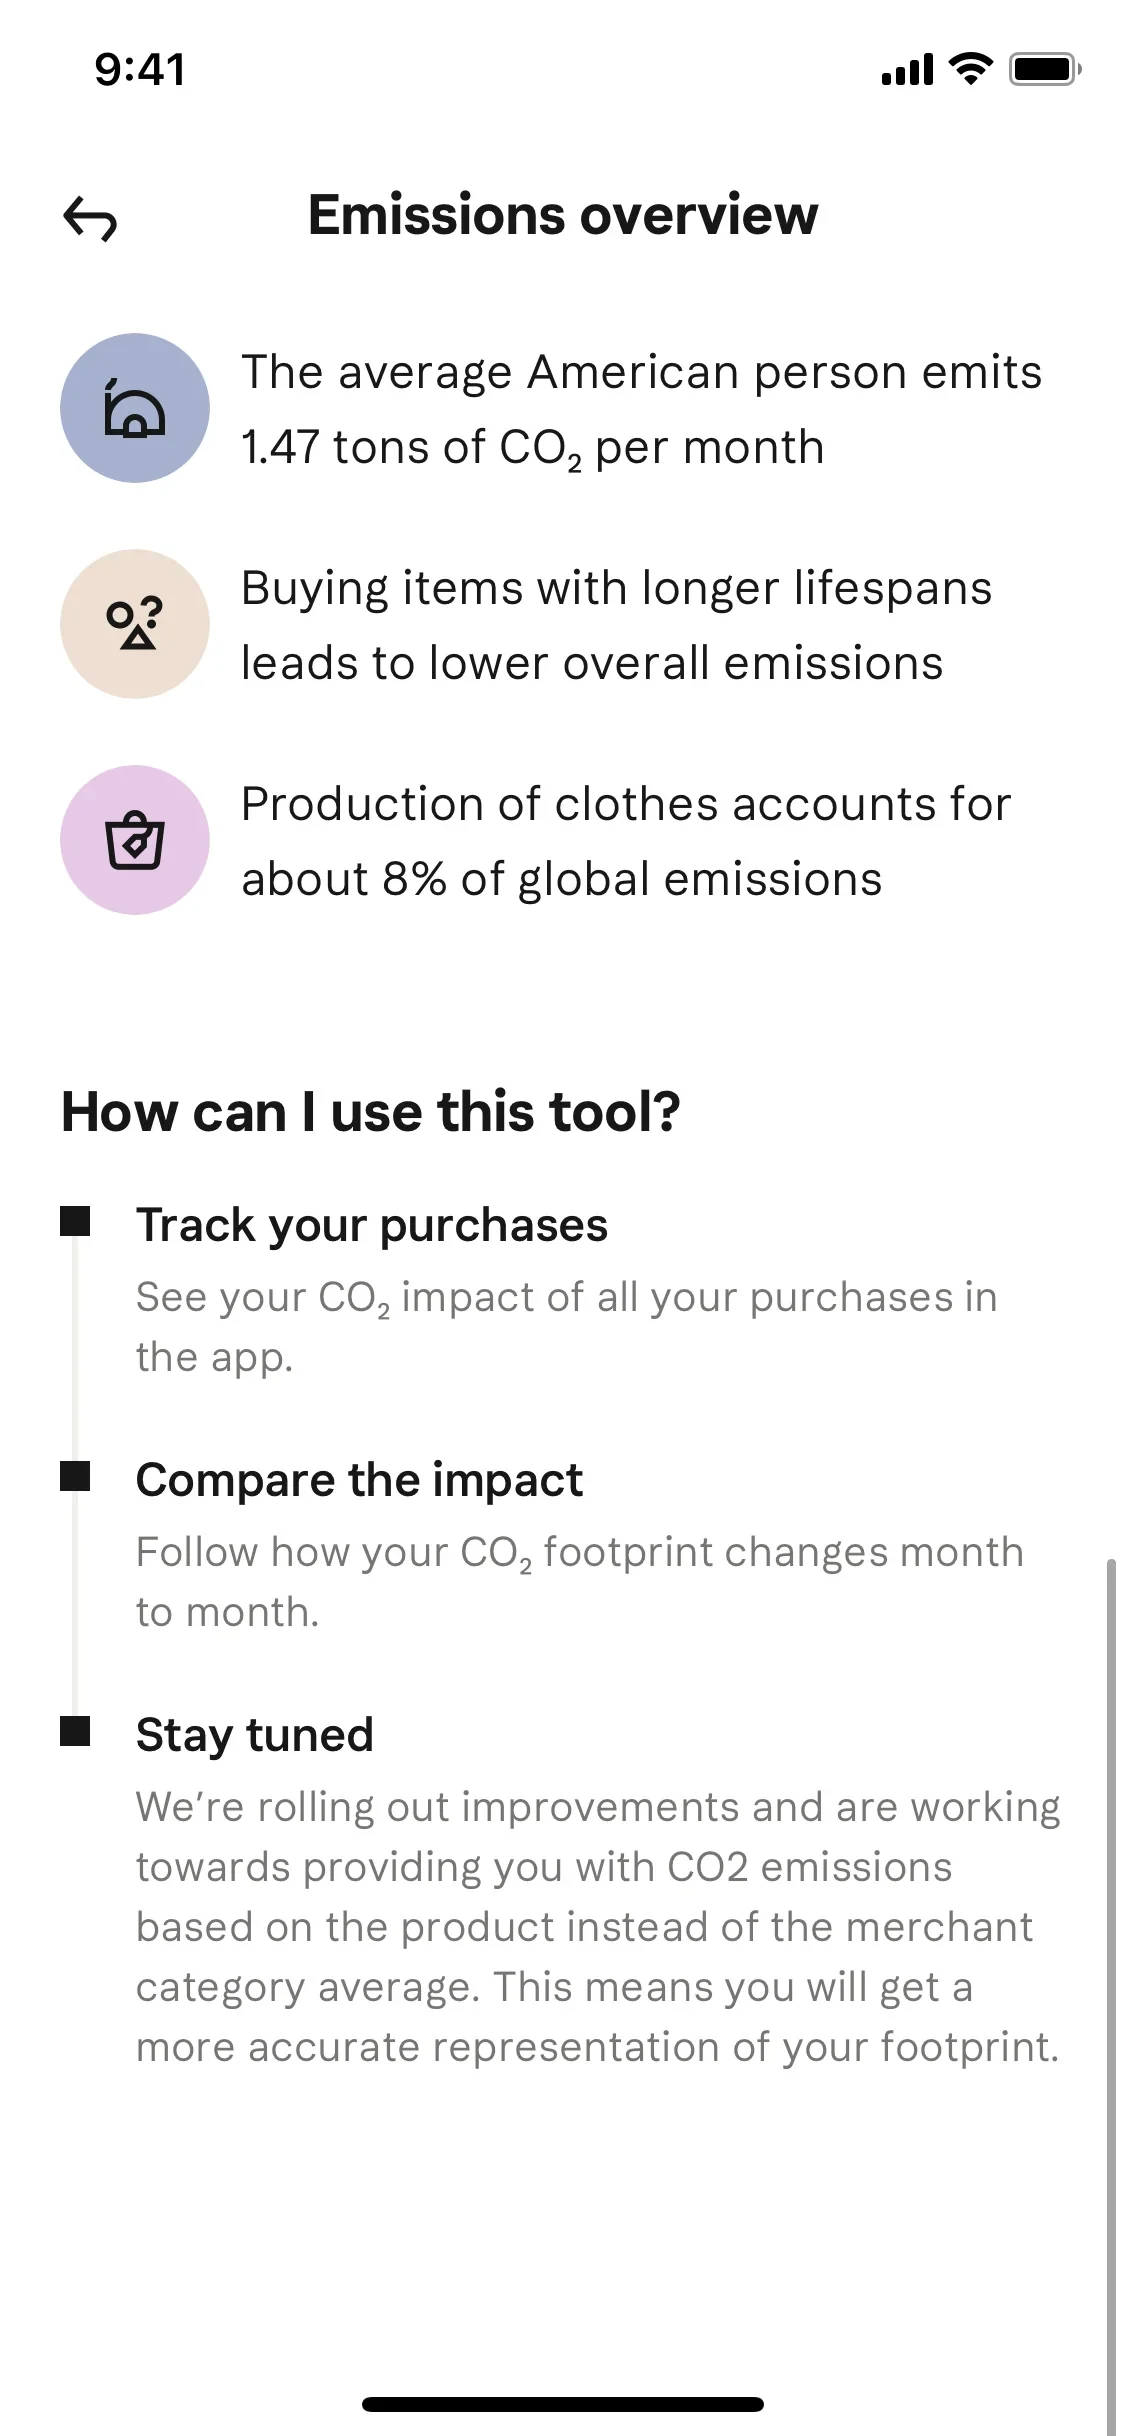 9:41
Emissions overview
The average American person emits
1.47 tons of CO₂ per month
Buying items with longer lifespans
leads to lower overall emissions
Production of clothes accounts for
about 8% of global emissions
How can I use this tool?
Track your purchases
See your CO₂ impact of all your purchases in
the app.
Compare the impact
Follow how your CO₂ footprint changes month
to month.
Stay tuned
We’re rolling out improvements and are working
towards providing you with CO2 emissions
based on the product instead of the merchant
category average. This means you will get a
more accurate representation of your footprint.